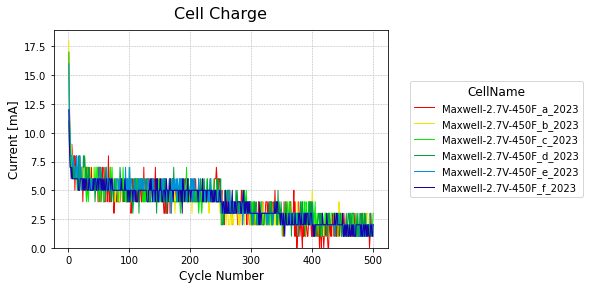 Cell Charge
17.5
15.0
12.5
10.0
7.5
5.0
2.5
0.0
Current [mA]
0 100 200 300 400 500
Cycle Number
CellName
Maxwell-2.7V-450F_a_2023
Maxwell-2.7V-450F_b_2023
Maxwell-2.7V-450F_c_2023
Maxwell-2.7V-450F_d_2023
Maxwell-2.7V-450F_e_2023
Maxwell-2.7V-450F_f_2023